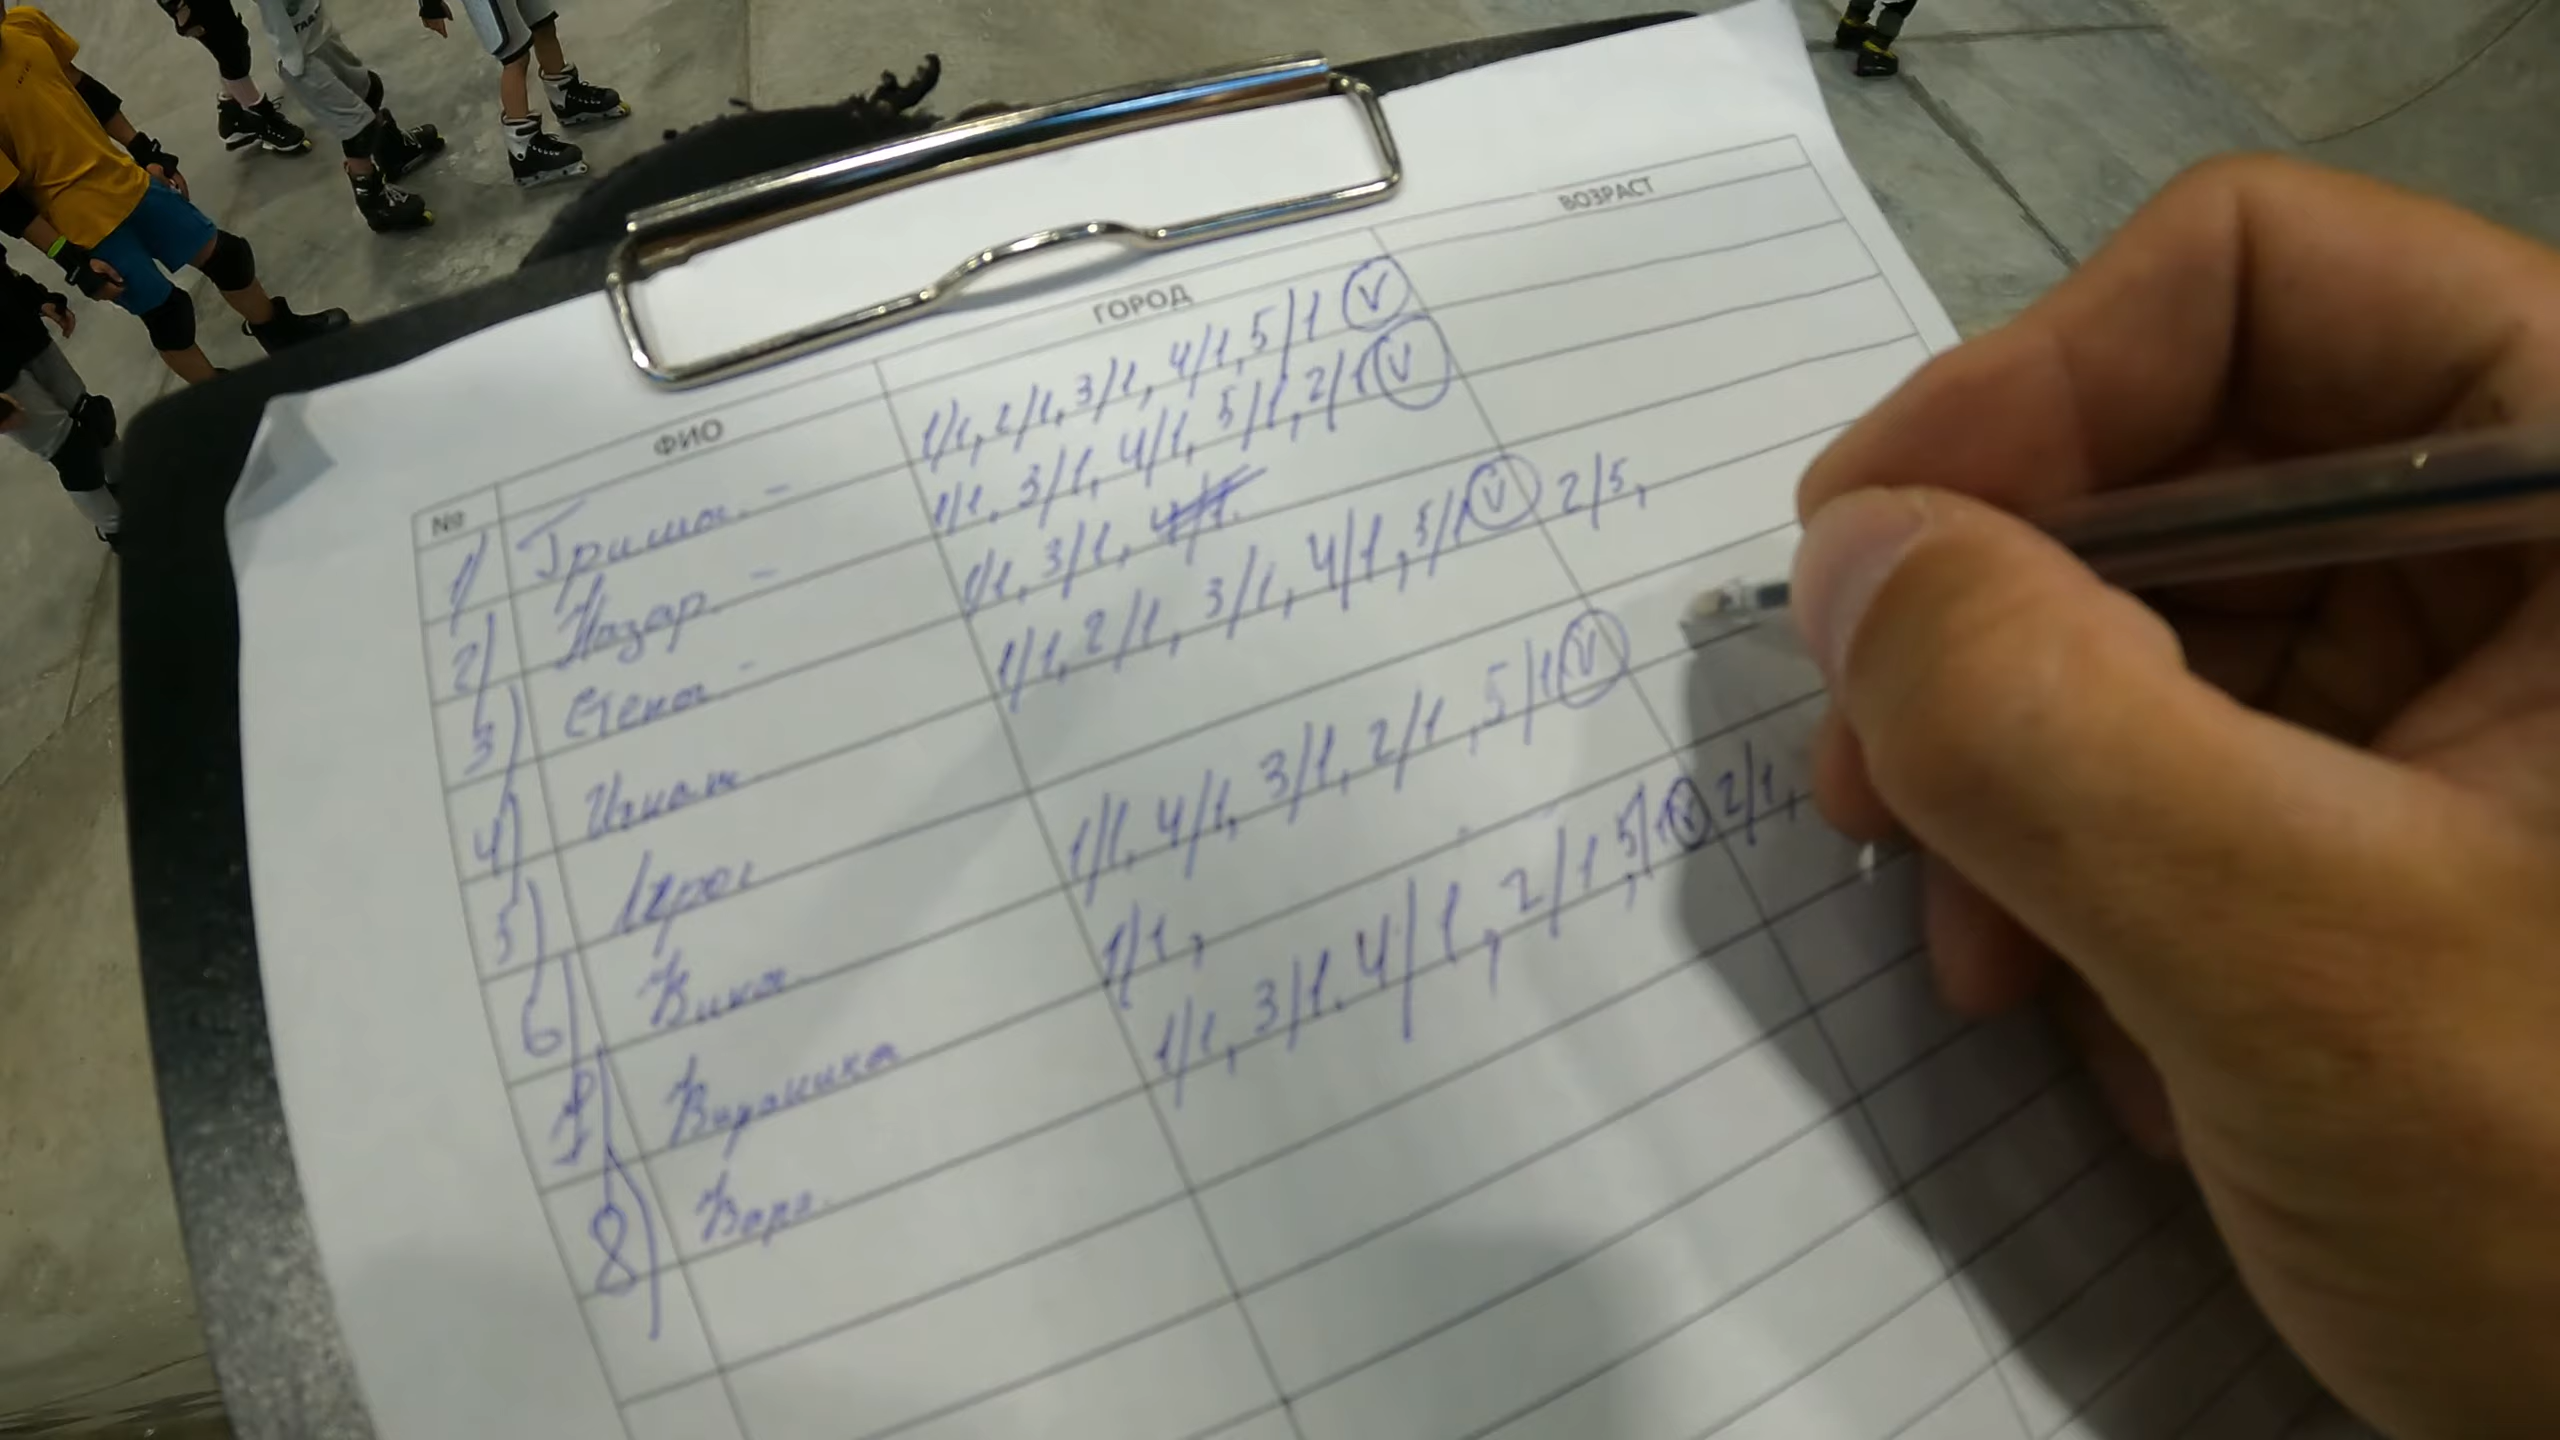 № ФИО ГОРОД ВОЗРАСТ
1) Гриша - 1/1, 2/1, 3/1, 4/1, 5/1 V
2) Назар - 1/1, 3/1, 4/1, 5/1, 2/1 V
3) Степа - 1/1, 3/1, 4/1.
4) Игнат 1/1, 2/1, 3/1, 4/1, 5/1 V 2/5,
5)
6) Вика 1/1, 4/1, 3/1, 2/1, 5/1 V
7) Вероника 1/1,
8) 1/1, 3/1. 4/1, 2/1, 5/1 V 2/1,